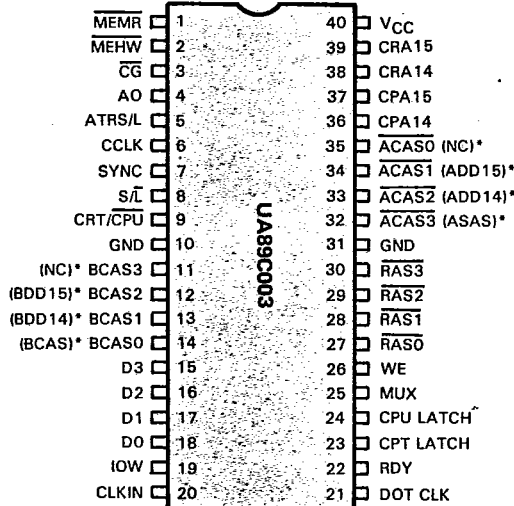 MEMR 1
MEHW 2
CG 3
AO 4
ATRS/L 5
CCLK 6
SYNC 7
S/L 8
CRT/CPU 9
GND 10
(NC)* BCAS3 11
(BDD15)* BCAS2 12
(BDD14)* BCAS1 13
(BCAS)* BCAS0 14
D3 15
D2 16
D1 17
D0 18
IOW 19
CLKIN 20
UA89C003
40 VCC
39 CRA15
38 CRA14
37 CPA15
36 CPA14
35 ACAS0 (NC)*
34 ACAS1 (ADD15)*
33 ACAS2 (ADD14)*
32 ACAS3 (ASAS)*
31 GND
30 RAS3
29 RAS2
28 RAS1
27 RAS0
26 WE
25 MUX
24 CPU LATCH
23 CPT LATCH
22 RDY
21 DOT CLK